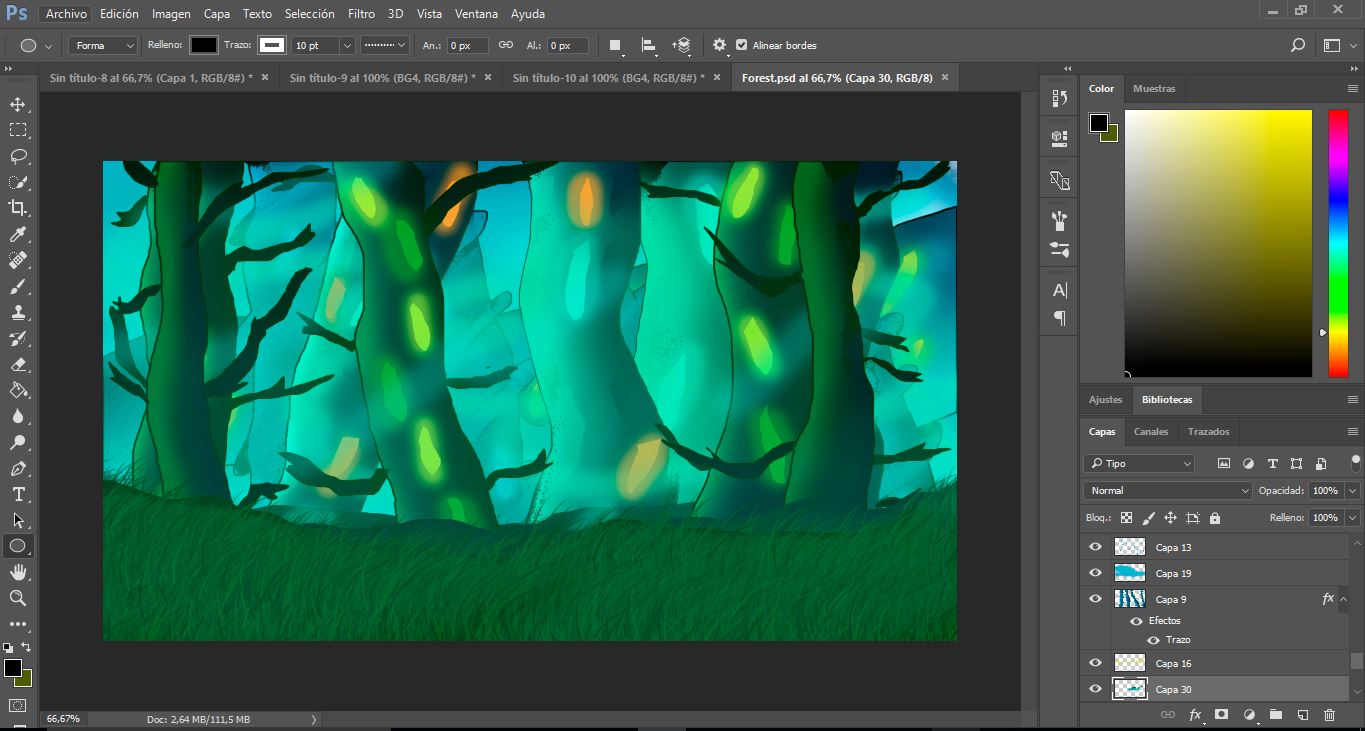 Ps Archivo Edición Imagen Capa Texto Selección Filtro 3D Vista Ventana Ayuda
Forma Relleno: Trazo: 10 pt An.: 0 px Al.: 0 px Alinear bordes
Sin título-8 al 66,7% (Capa 1, RGB/8#) * × Sin título-9 al 100% (BG4, RGB/8#) * × Sin título-10 al 100% (BG4, RGB/8#) * × Forest.psd al 66,7% (Capa 30, RGB/8) ×
Color Muestras
Ajustes Bibliotecas
Capas Canales Trazados
Tipo
Normal Opacidad: 100%
Bloq.: Relleno: 100%
Capa 13
Capa 19
Capa 9 fx
Efectos
Trazo
Capa 16
Capa 30
66,67% Doc: 2,64 MB/111,5 MB